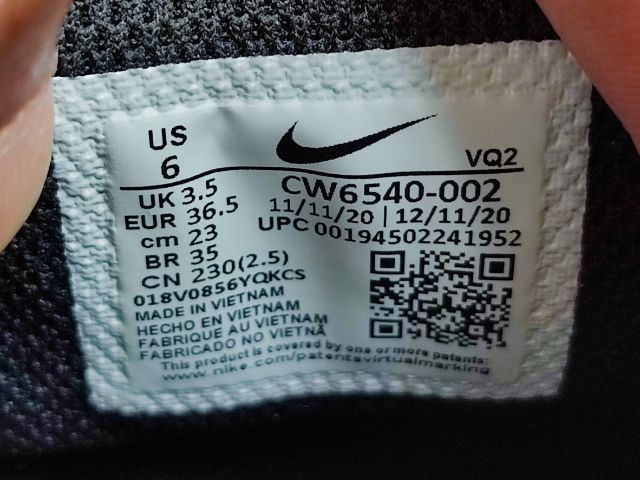 US
6
VQ2
UK 3.5
EUR 36.5
cm 23
BR 35
CN 230(2.5)
CW6540-002
11/11/20 | 12/11/20
UPC 00194502241952
018V0856YQKCS
MADE IN VIETNAM
HECHO EN VIETNAM
FABRIQUE AU VIETNAM
FABRICADO NO VIETNÃ
This product is covered by one or more patents:
www.nike.com/patentsvirtualmarking